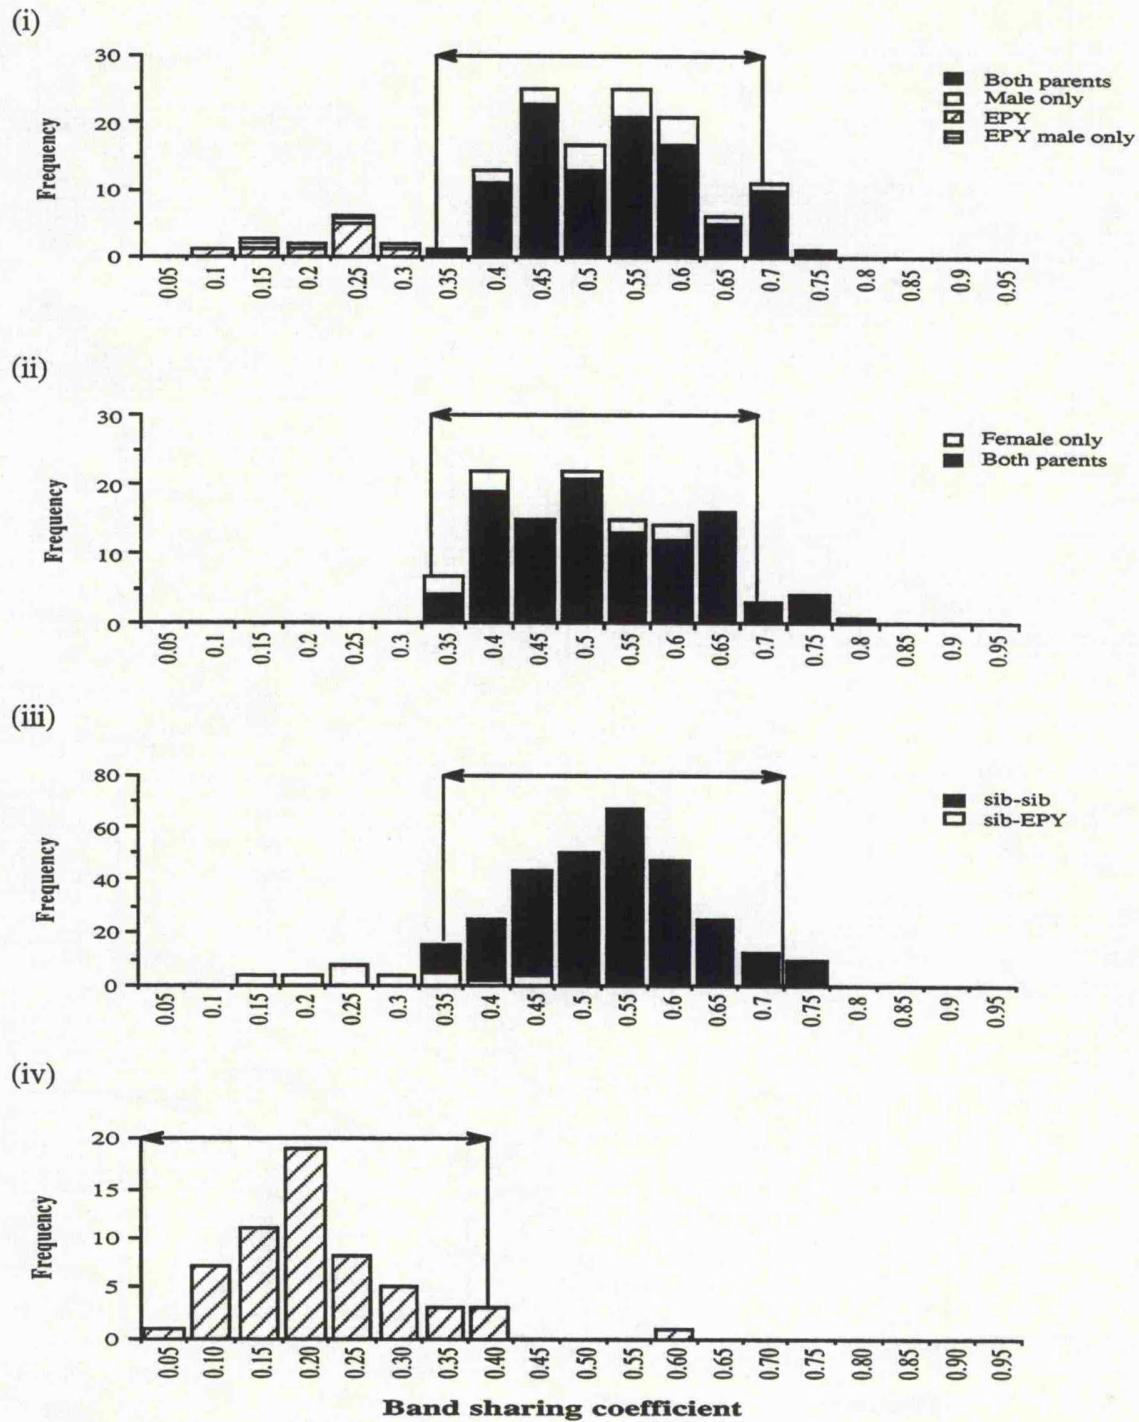 (i)
30
20
10
0
Frequency
Both parents
Male only
EPY
EPY male only
0.05 0.1 0.15 0.2 0.25 0.3 0.35 0.4 0.45 0.5 0.55 0.6 0.65 0.7 0.75 0.8 0.85 0.9 0.95
(ii)
30
20
10
0
Frequency
Female only
Both parents
0.05 0.1 0.15 0.2 0.25 0.3 0.35 0.4 0.45 0.5 0.55 0.6 0.65 0.7 0.75 0.8 0.85 0.9 0.95
(iii)
80
60
40
20
0
Frequency
sib-sib
sib-EPY
0.05 0.1 0.15 0.2 0.25 0.3 0.35 0.4 0.45 0.5 0.55 0.6 0.65 0.7 0.75 0.8 0.85 0.9 0.95
(iv)
20
15
10
5
0
Frequency
0.05 0.10 0.15 0.20 0.25 0.30 0.35 0.40 0.45 0.50 0.55 0.60 0.65 0.70 0.75 0.80 0.85 0.90 0.95
Band sharing coefficient